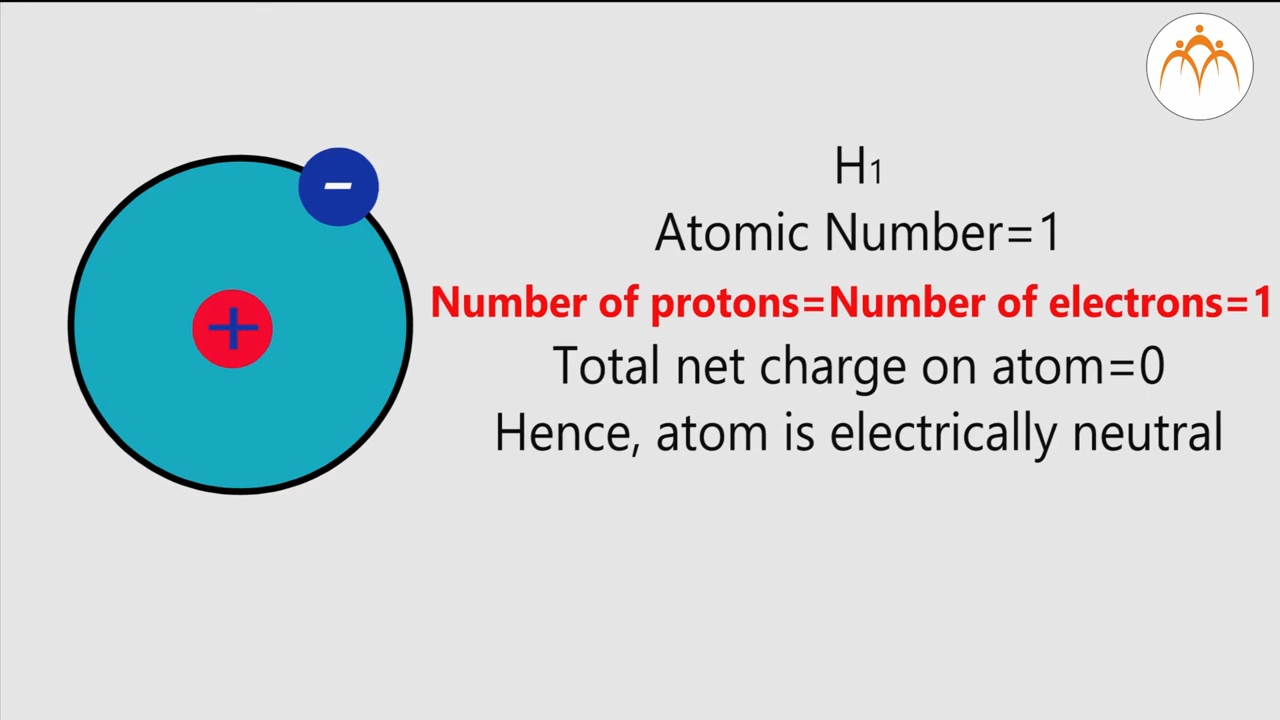 H1
Atomic Number=1
Number of protons=Number of electrons=1
Total net charge on atom=0
Hence, atom is electrically neutral
−
+